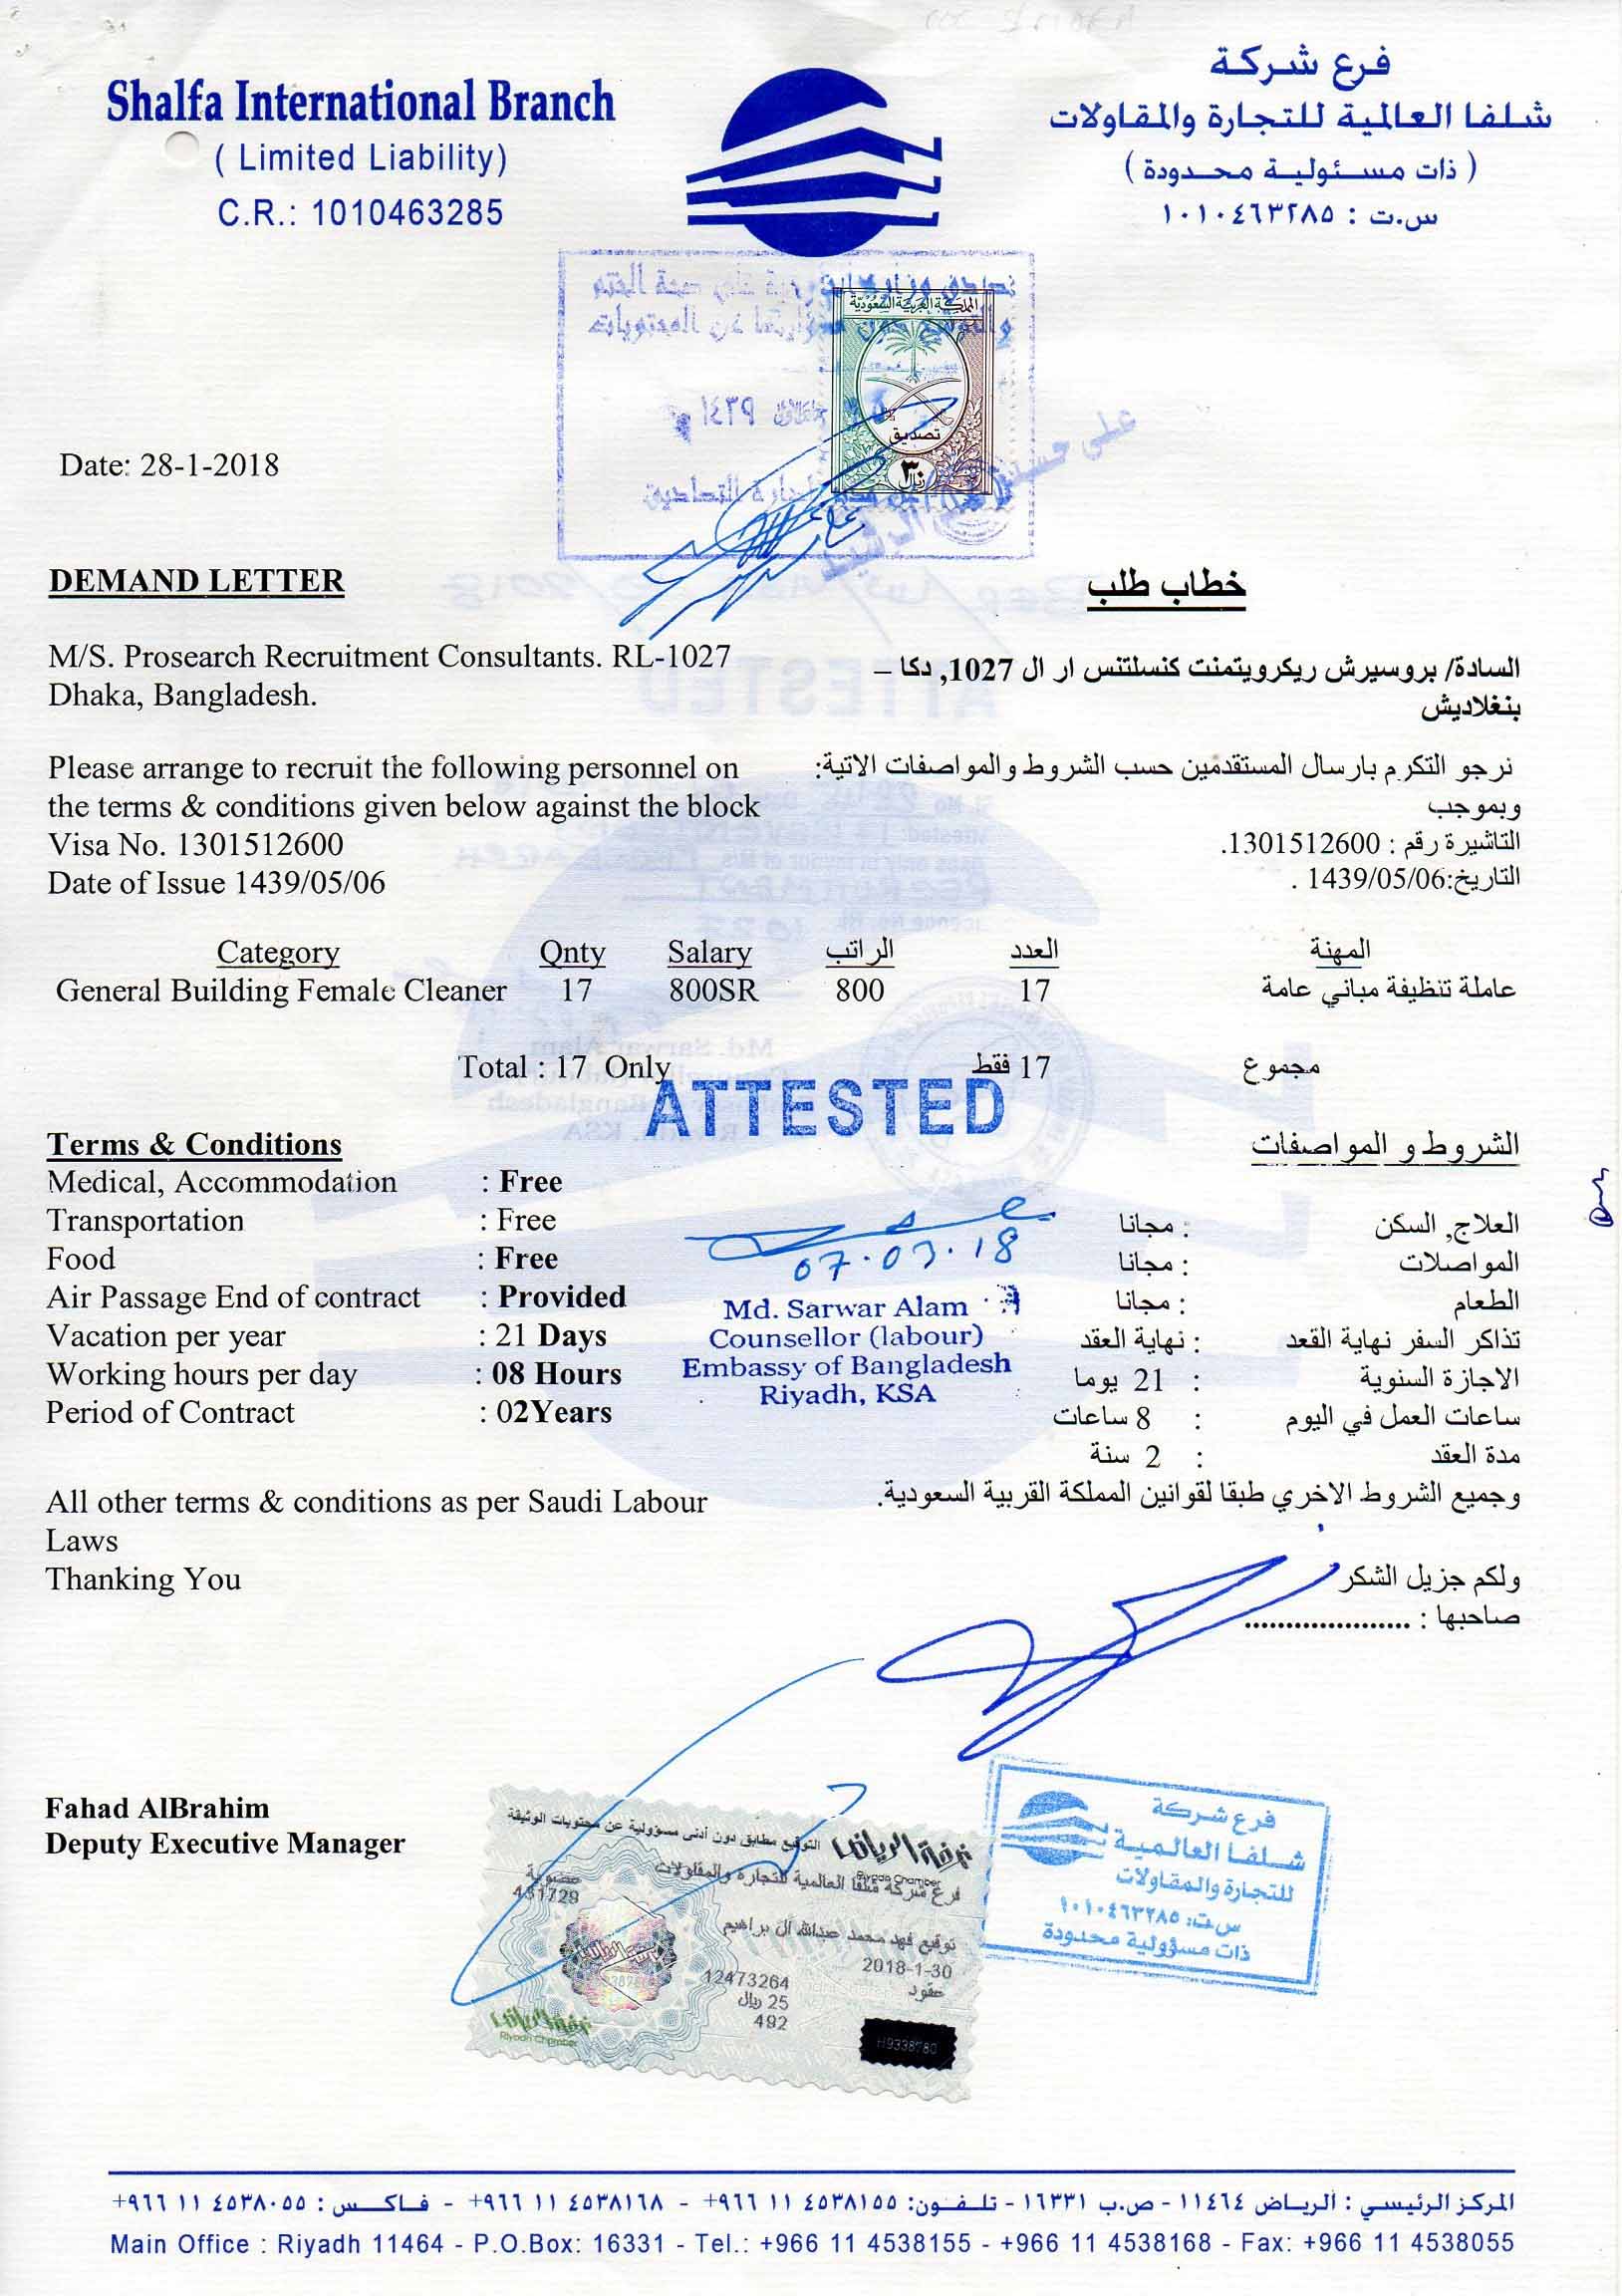 Shalfa International Branch
( Limited Liability)
C.R.: 1010463285
فرع شركة
شلفا العالمية للتجارة والمقاولات
( ذات مسئولية محدودة )
س.ت : ١٠١٠٤٦٣٢٨٥
المملكة العربية السعودية
تصديق
٣٠
ريال
Date: 28-1-2018
DEMAND LETTER
خطاب طلب
M/S. Prosearch Recruitment Consultants. RL-1027
Dhaka, Bangladesh.
السادة/ بروسيرش ريكرويتمنت كنسلتنس ار ال 1027, دكا –
بنغلاديش
Please arrange to recruit the following personnel on
the terms & conditions given below against the block
Visa No. 1301512600
Date of Issue 1439/05/06
نرجو التكرم بارسال المستقدمين حسب الشروط والمواصفات الاتية:
وبموجب
التاشيرة رقم : 1301512600.
التاريخ:1439/05/06 .
Category Qnty Salary الراتب العدد المهنة
General Building Female Cleaner 17 800SR 800 17 عاملة تنظيفة مباني عامة
Total : 17 Only 17 فقط مجموع
ATTESTED
Terms & Conditions
Medical, Accommodation : Free
Transportation : Free
Food : Free
Air Passage End of contract : Provided
Vacation per year : 21 Days
Working hours per day : 08 Hours
Period of Contract : 02Years
07.03.18
Md. Sarwar Alam
Counsellor (labour)
Embassy of Bangladesh
Riyadh, KSA
الشروط و المواصفات
العلاج, السكن : مجانا
المواصلات : مجانا
الطعام : مجانا
تذاكر السفر نهاية القعد : نهاية العقد
الاجازة السنوية : 21 يوما
ساعات العمل في اليوم : 8 ساعات
مدة العقد : 2 سنة
All other terms & conditions as per Saudi Labour
Laws
Thanking You
وجميع الشروط الاخري طبقا لقوانين المملكة القربية السعودية.
ولكم جزيل الشكر
صاحبها : .....................
Fahad AlBrahim
Deputy Executive Manager
غرفة الرياض
Riyadh Chamber
التوقيع مطابق دون أدنى مسؤولية عن محتويات الوثيقة
فرع شركة شلفا العالمية للتجارة والمقاولات
عضوية
431729
توقيع فهد محمد عبدالله ال براهيم
2018-1-30
عقود
12473264
25 ريال
492
Riyadh Chamber
H9338780
فرع شركة
شلفا العالمية
للتجارة والمقاولات
س.ت: ١٠١٠٤٦٣٢٨٥
ذات مسؤولية محدودة
المركز الرئيسي : الرياض ١١٤٦٤ - ص.ب ١٦٣٣١ - تلفون: ٤٥٣٨١٥٥ ١١ ٩٦٦+ - ٤٥٣٨١٦٨ ١١ ٩٦٦+ - فاكس : ٤٥٣٨٠٥٥ ١١ ٩٦٦+
Main Office : Riyadh 11464 - P.O.Box: 16331 - Tel.: +966 11 4538155 - +966 11 4538168 - Fax: +966 11 4538055